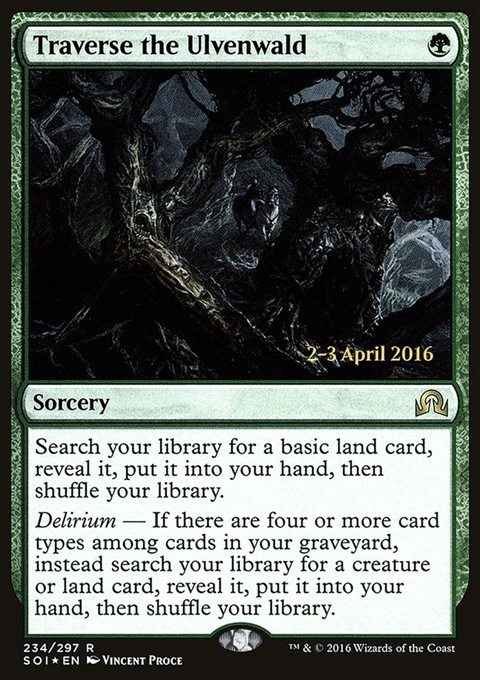 Traverse the Ulvenwald
2–3 April 2016
Sorcery
Search your library for a basic land card,
reveal it, put it into your hand, then
shuffle your library.
Delirium — If there are four or more card
types among cards in your graveyard,
instead search your library for a creature
or land card, reveal it, put it into your
hand, then shuffle your library.
234/297 R
SOI★EN Vincent Proce
™ & © 2016 Wizards of the Coast